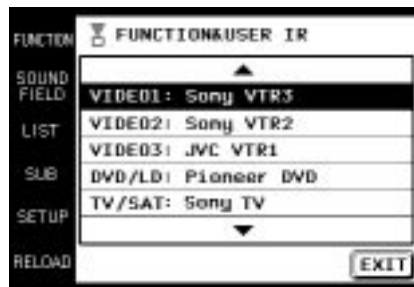 FUNCTION
SOUND
FIELD
LIST
SUB
SETUP
RELOAD
FUNCTION&USER IR
VIDEO1: Sony VTR3
VIDEO2: Sony VTR2
VIDEO3: JVC VTR1
DVD/LD: Pioneer DVD
TV/SAT: Sony TV
EXIT